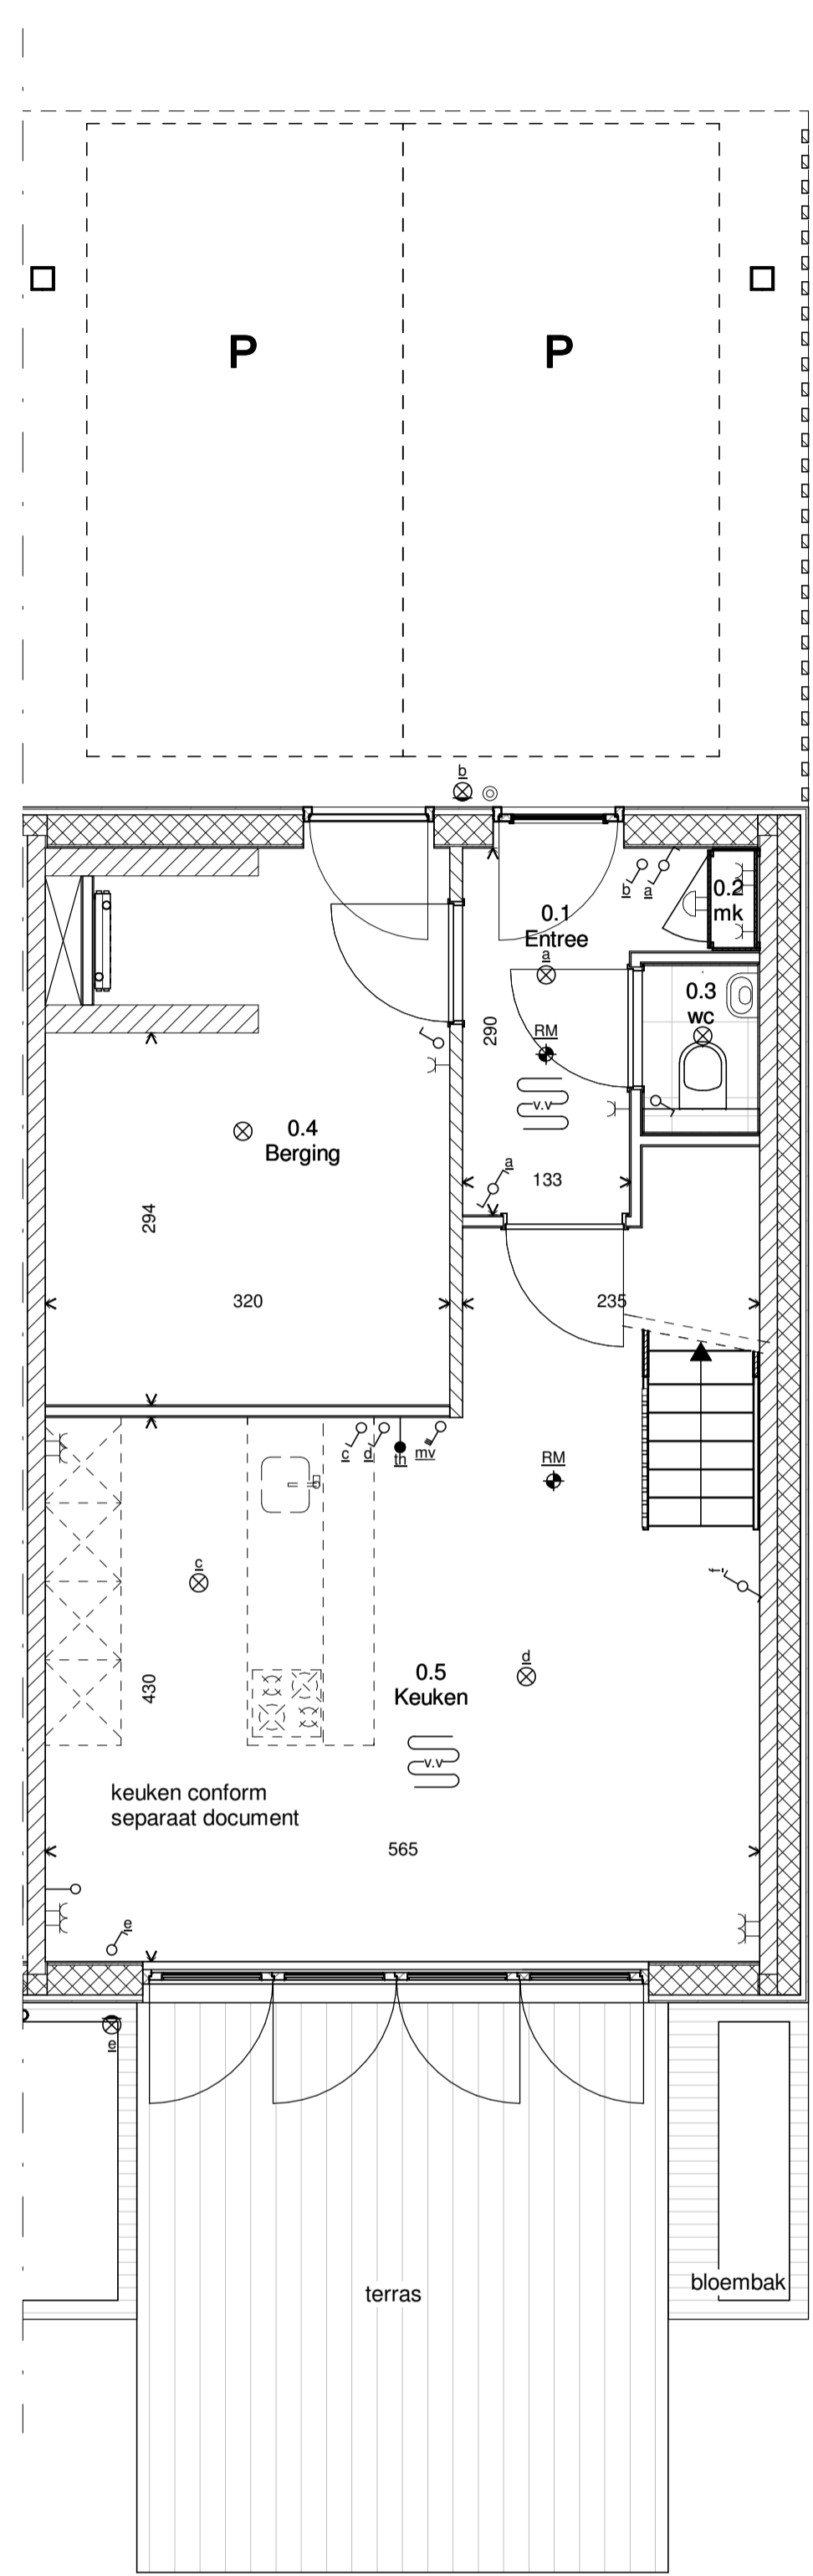 P
P
b
b
a
0.2
mk
0.1
Entree
a
0.3
WC
290
RM
v.v
0.4
Berging
a
133
294
320
235
c
d
th
mv
RM
c
f
d
0.5
Keuken
430
v.v
keuken conform
separaat document
565
e
e
terras
bloembak